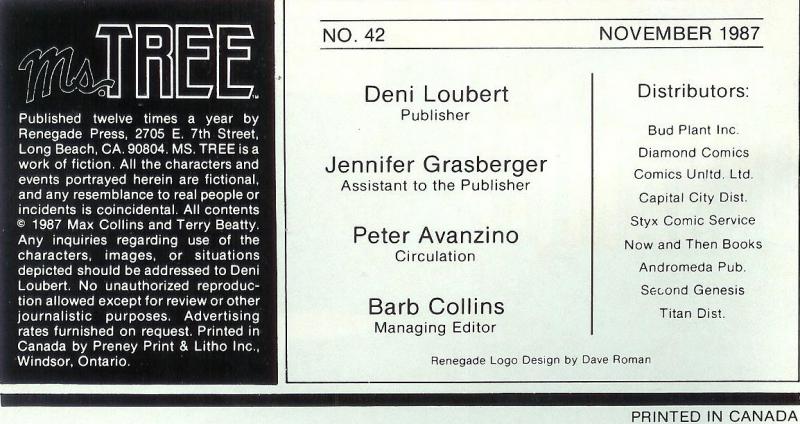 Ms. TREE™
Published twelve times a year by
Renegade Press, 2705 E. 7th Street,
Long Beach, CA. 90804. MS. TREE is a
work of fiction. All the characters and
events portrayed herein are fictional,
and any resemblance to real people or
incidents is coincidental. All contents
© 1987 Max Collins and Terry Beatty.
Any inquiries regarding use of the
characters, images, or situations
depicted should be addressed to Deni
Loubert. No unauthorized reproduc-
tion allowed except for review or other
journalistic purposes. Advertising
rates furnished on request. Printed in
Canada by Preney Print & Litho Inc.,
Windsor, Ontario.
NO. 42
NOVEMBER 1987
Deni Loubert
Publisher
Jennifer Grasberger
Assistant to the Publisher
Peter Avanzino
Circulation
Barb Collins
Managing Editor
Distributors:
Bud Plant Inc.
Diamond Comics
Comics Unltd. Ltd.
Capital City Dist.
Styx Comic Service
Now and Then Books
Andromeda Pub.
Second Genesis
Titan Dist.
Renegade Logo Design by Dave Roman
PRINTED IN CANADA